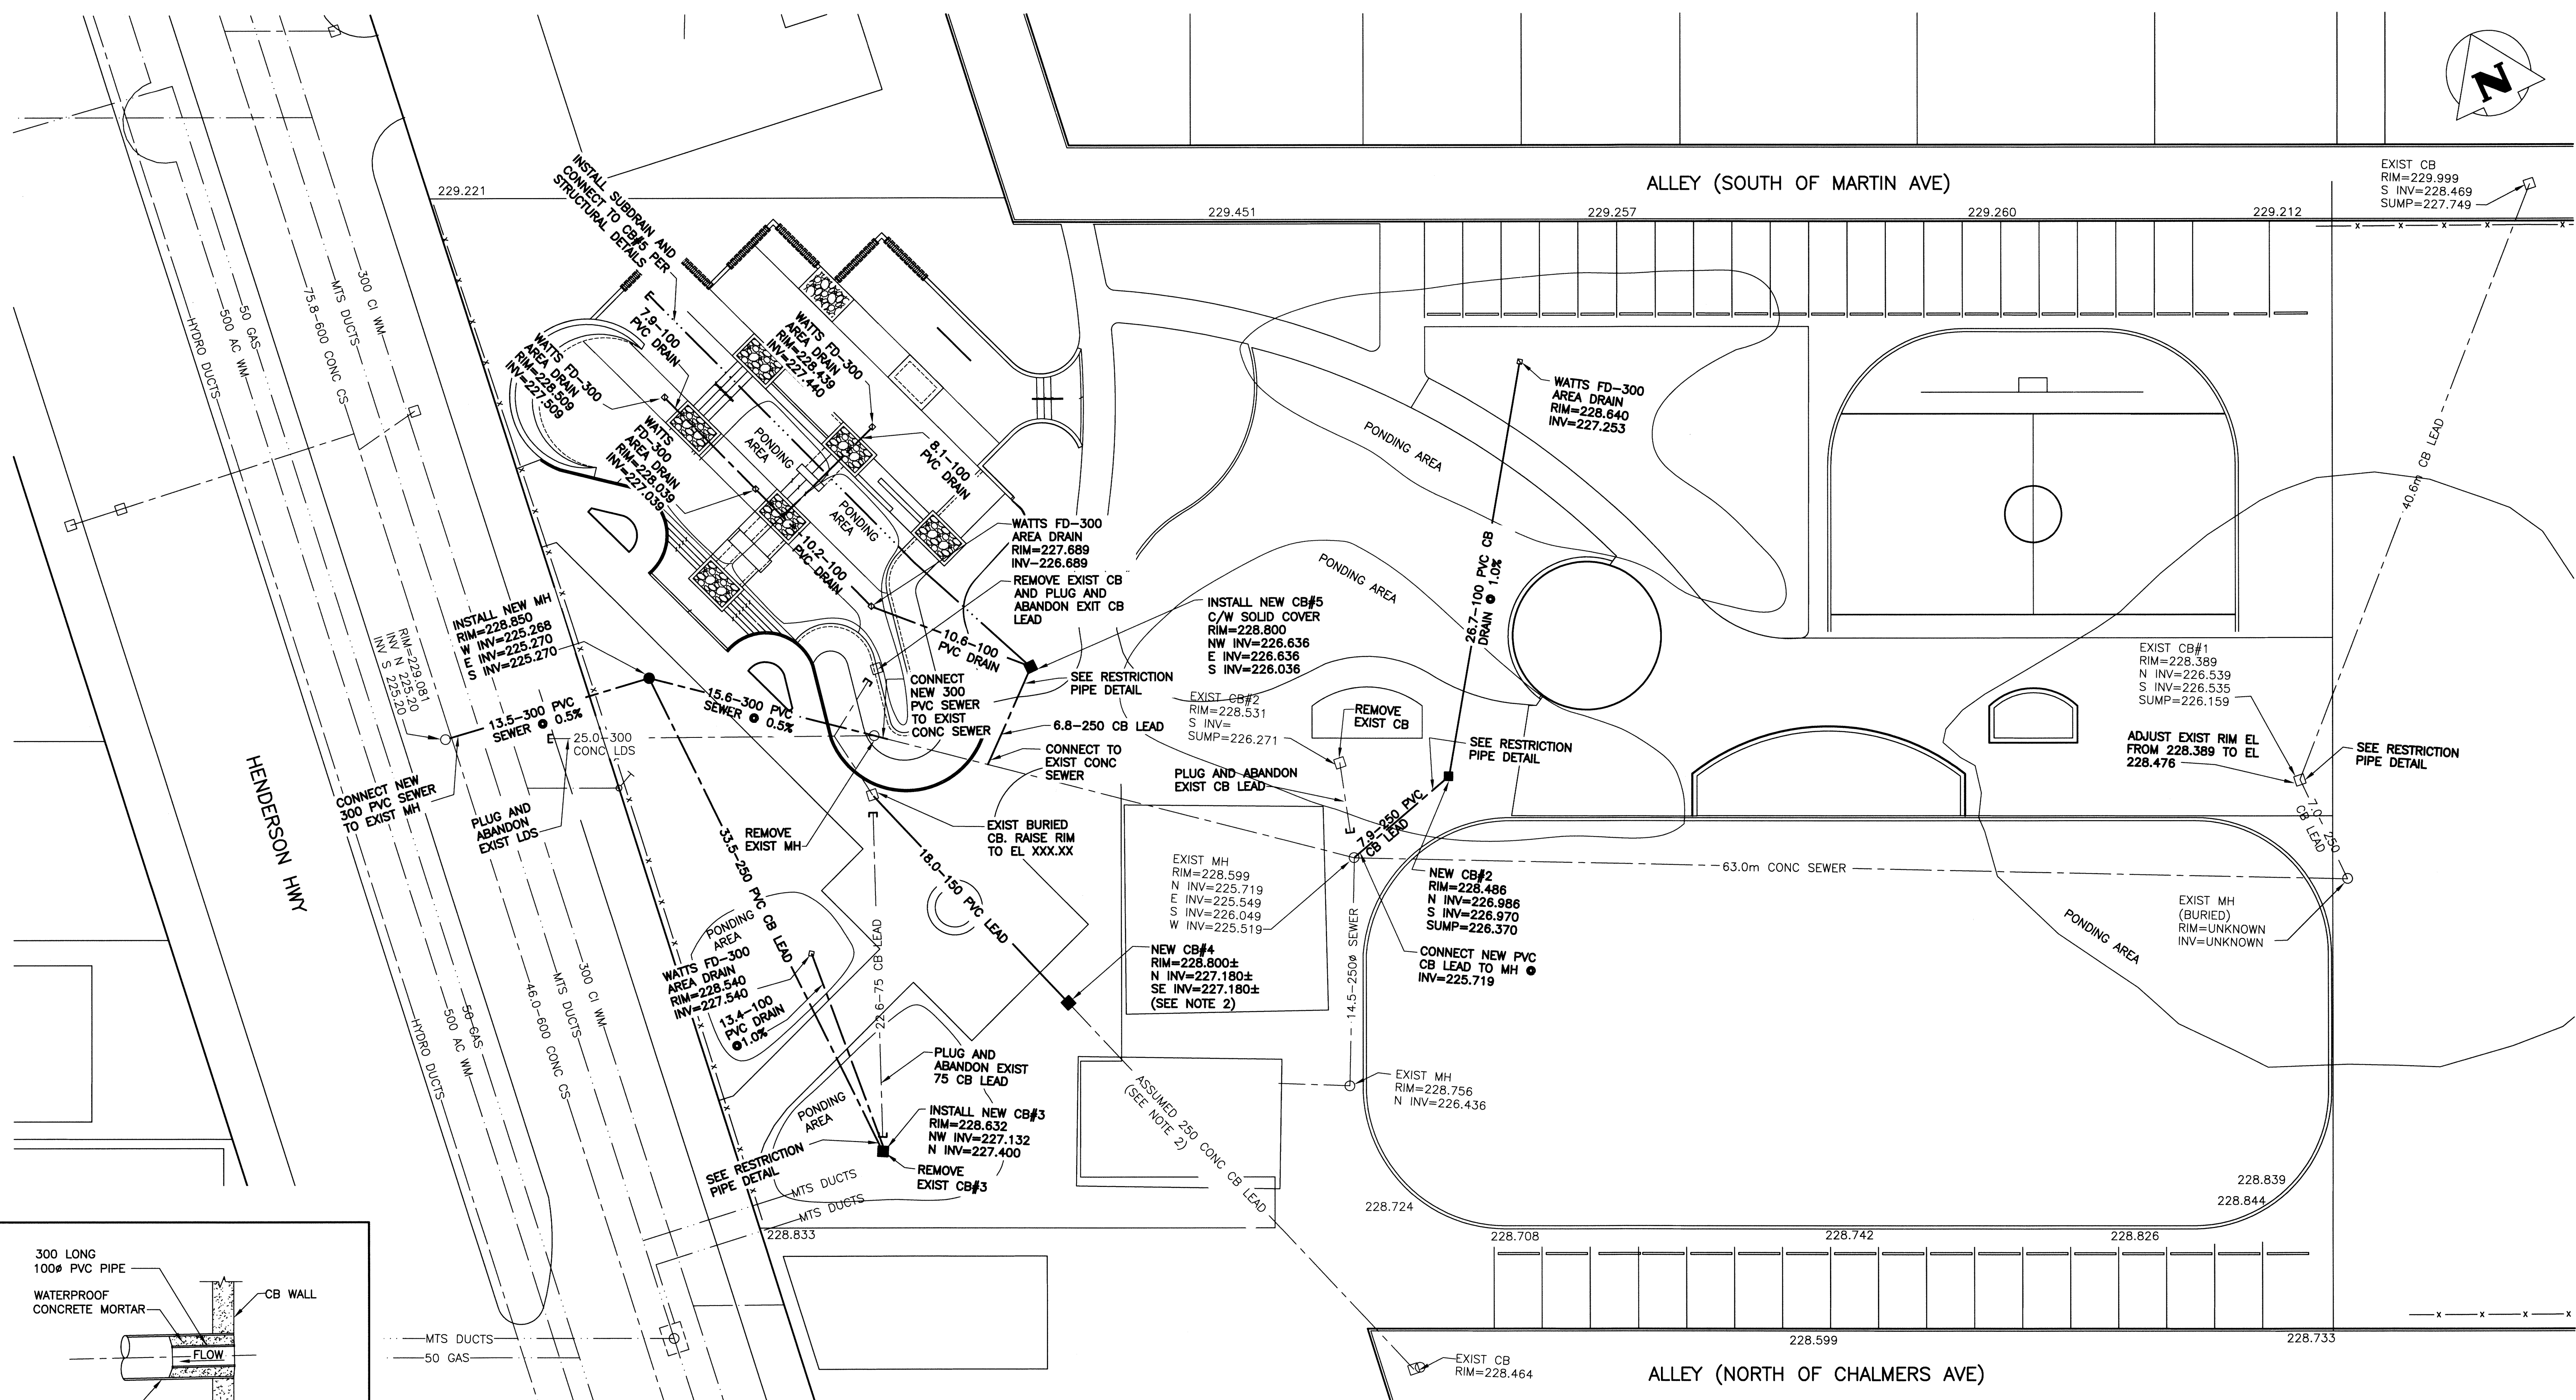 N
ALLEY (SOUTH OF MARTIN AVE)
EXIST CB
RIM=229.999
S INV=228.469
SUMP=227.749
229.221
229.451
229.257
229.260
229.212
INSTALL SUBDRAIN AND
CONNECT TO CB#5 PER
STRUCTURAL DETAILS
300 CI WM
MTS DUCTS
75.8-600 CONC CS
50 GAS
500 AC WM
HYDRO DUCTS
7.9-100
PVC DRAIN
WATTS FD-300
AREA DRAIN
RIM=228.439
INV=227.440
WATTS FD-300
AREA DRAIN
RIM=228.509
INV=227.509
WATTS
FD-300
AREA DRAIN
RIM=228.039
INV=227.039
PONDING
AREA
PONDING
AREA
8.1-100
PVC DRAIN
10.2-100
PVC DRAIN
WATTS FD-300
AREA DRAIN
RIM=227.689
INV-226.689
REMOVE EXIST CB
AND PLUG AND
ABANDON EXIT CB
LEAD
10.6-100
PVC DRAIN
WATTS FD-300
AREA DRAIN
RIM=228.640
INV=227.253
PONDING AREA
PONDING AREA
26.7-100 PVC CB
DRAIN @ 1.0%
40.6m CB LEAD
INSTALL NEW CB#5
C/W SOLID COVER
RIM=228.800
NW INV=226.636
E INV=226.636
S INV=226.036
SEE RESTRICTION
PIPE DETAIL
INSTALL NEW MH
RIM=228.850
W INV=225.268
E INV=225.270
S INV=225.270
RIM=229.081
INV N 225.20
INV S 225.20
13.5-300 PVC
SEWER @ 0.5%
15.6-300 PVC
SEWER @ 0.5%
25.0-300
CONC LDS
CONNECT
NEW 300
PVC SEWER
TO EXIST
CONC SEWER
6.8-250 CB LEAD
CONNECT TO
EXIST CONC
SEWER
EXIST CB#2
RIM=228.531
S INV=
SUMP=226.271
REMOVE
EXIST CB
PLUG AND ABANDON
EXIST CB LEAD
SEE RESTRICTION
PIPE DETAIL
EXIST CB#1
RIM=228.389
N INV=226.539
S INV=226.535
SUMP=226.159
ADJUST EXIST RIM EL
FROM 228.389 TO EL
228.476
SEE RESTRICTION
PIPE DETAIL
7.0-250
CB LEAD
HENDERSON HWY
CONNECT NEW
300 PVC SEWER
TO EXIST MH
PLUG AND
ABANDON
EXIST LDS
REMOVE
EXIST MH
EXIST BURIED
CB. RAISE RIM
TO EL XXX.XX
33.5-250 PVC CB LEAD
18.0-150 PVC LEAD
22.6-75 CB LEAD
7.9-250 PVC
CB LEAD
63.0m CONC SEWER
EXIST MH
RIM=228.599
N INV=225.719
E INV=225.549
S INV=226.049
W INV=225.519
14.5-250ø SEWER
NEW CB#2
RIM=228.486
N INV=226.986
S INV=226.970
SUMP=226.370
CONNECT NEW PVC
CB LEAD TO MH @
INV=225.719
EXIST MH
(BURIED)
RIM=UNKNOWN
INV=UNKNOWN
PONDING AREA
NEW CB#4
RIM=228.800±
N INV=227.180±
SE INV=227.180±
(SEE NOTE 2)
PONDING
AREA
WATTS FD-300
AREA DRAIN
RIM=228.540
INV=227.540
13.4-100
PVC DRAIN
@1.0%
PLUG AND
ABANDON EXIST
75 CB LEAD
PONDING
AREA
INSTALL NEW CB#3
RIM=228.632
NW INV=227.132
N INV=227.400
REMOVE
EXIST CB#3
SEE RESTRICTION
PIPE DETAIL
MTS DUCTS
MTS DUCTS
228.833
ASSUMED 250 CONC CB LEAD
(SEE NOTE 2)
EXIST MH
RIM=228.756
N INV=226.436
300 CI WM
MTS DUCTS
46.0-600 CONC CS
50 GAS
500 AC WM
HYDRO DUCTS
228.724
228.839
228.844
228.708
228.742
228.826
228.599
228.733
ALLEY (NORTH OF CHALMERS AVE)
EXIST CB
RIM=228.464
MTS DUCTS
50 GAS
300 LONG
100ø PVC PIPE
WATERPROOF
CONCRETE MORTAR
CB WALL
FLOW